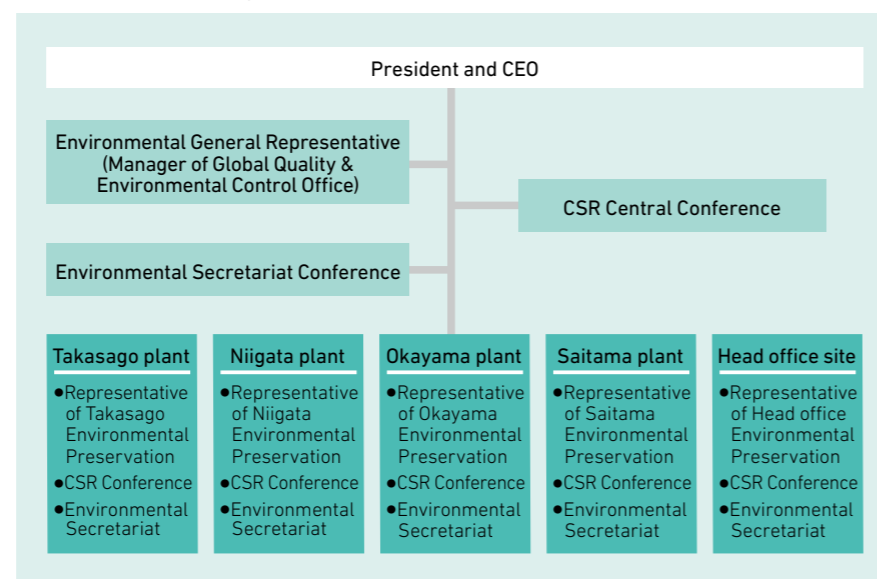 President and CEO
Environmental General Representative
(Manager of Global Quality &
Environmental Control Office)
CSR Central Conference
Environmental Secretariat Conference
Takasago plant
●Representative
of Takasago
Environmental
Preservation
●CSR Conference
●Environmental
Secretariat
Niigata plant
●Representative
of Niigata
Environmental
Preservation
●CSR Conference
●Environmental
Secretariat
Okayama plant
●Representative
of Okayama
Environmental
Preservation
●CSR Conference
●Environmental
Secretariat
Saitama plant
●Representative
of Saitama
Environmental
Preservation
●CSR Conference
●Environmental
Secretariat
Head office site
●Representative
of Head office
Environmental
Preservation
●CSR Conference
●Environmental
Secretariat